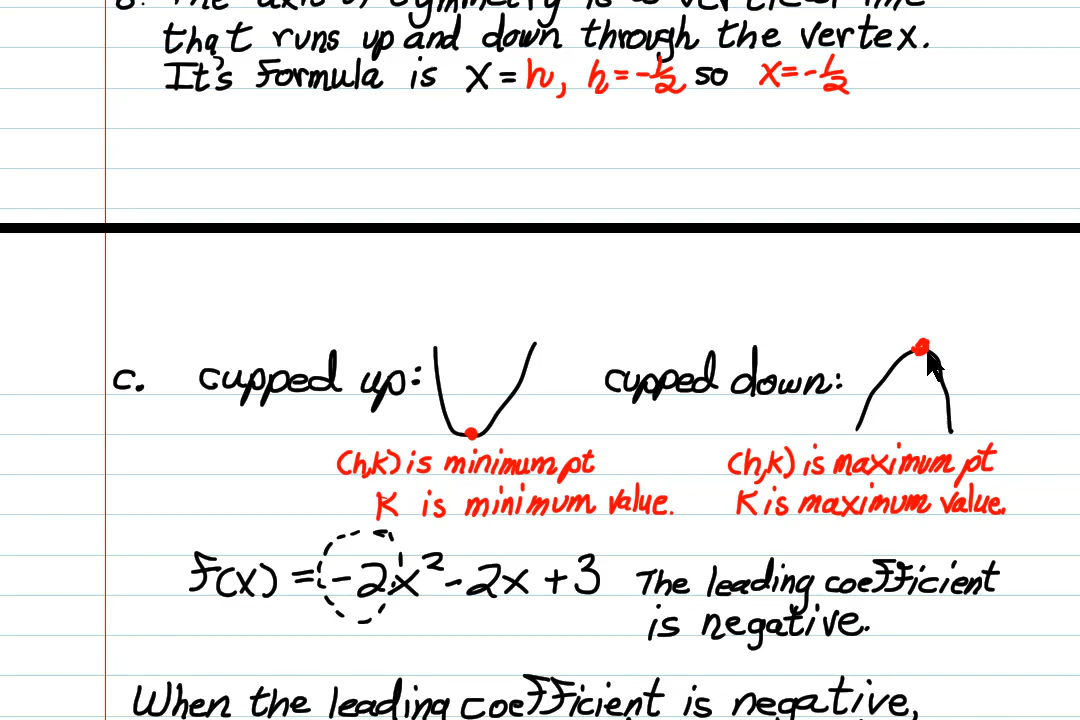 that runs up and down through the vertex.
It's formula is x = h, h = -1/2 so x = -1/2
c. cupped up: cupped down:
(h,k) is minimum pt (h,k) is maximum pt
K is minimum value. K is maximum value.
f(x) = -2x² - 2x + 3 The leading coefficient
is negative.
When the leading coefficient is negative,